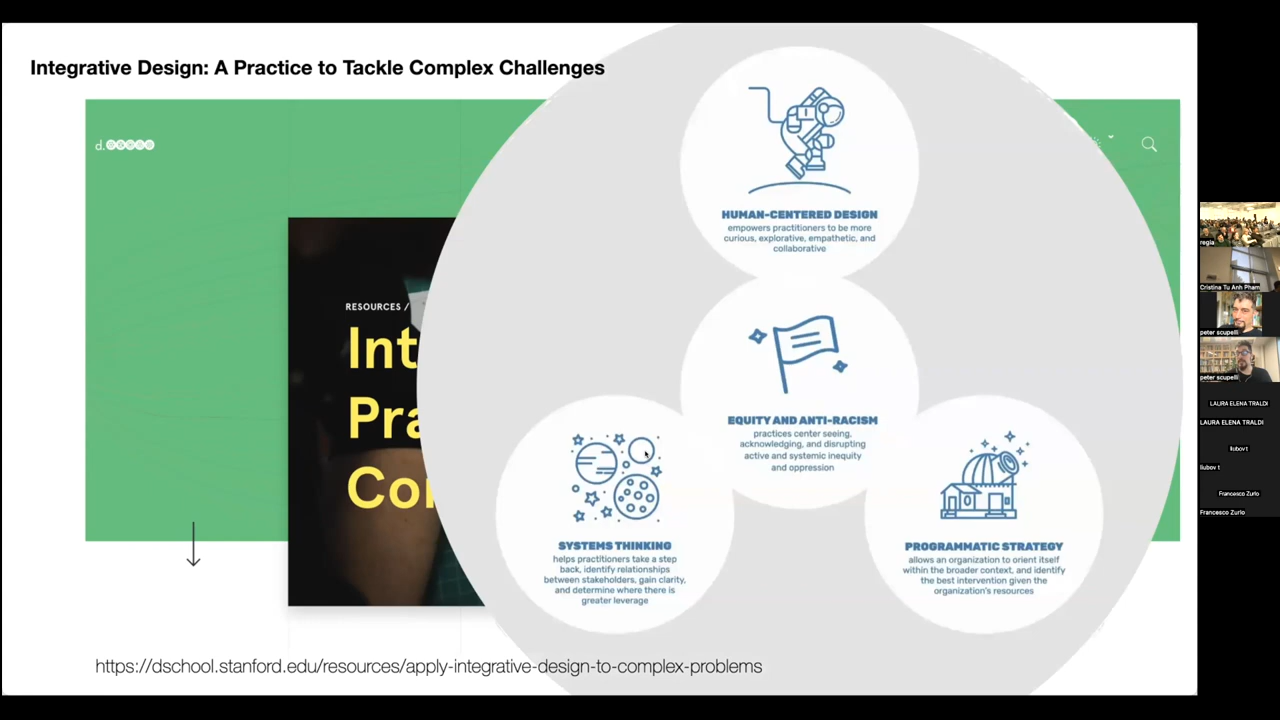 Integrative Design: A Practice to Tackle Complex Challenges
d.
RESOURCES /
Int
Pra
Co
HUMAN-CENTERED DESIGN
empowers practitioners to be more
curious, explorative, empathetic, and
collaborative
EQUITY AND ANTI-RACISM
practices center seeing,
acknowledging, and disrupting
active and systemic inequity
and oppression
SYSTEMS THINKING
helps practitioners take a step
back, identify relationships
between stakeholders, gain clarity,
and determine where there is
greater leverage
PROGRAMMATIC STRATEGY
allows an organization to orient itself
within the broader context, and identify
the best intervention given the
organization's resources
https://dschool.stanford.edu/resources/apply-integrative-design-to-complex-problems
regia
Cristina Tu Anh Pham
peter scupelli
peter scupelli
LAURA ELENA TRALDI
LAURA ELENA TRALDI
liubov t
liubov t
Francesco Zurlo
Francesco Zurlo